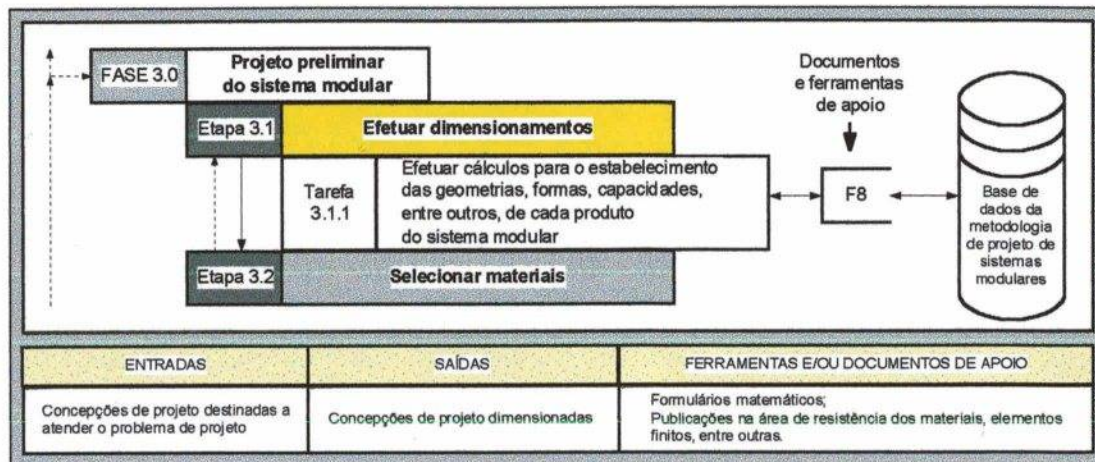 FASE 3.0
Projeto preliminar
do sistema modular
Etapa 3.1
Efetuar dimensionamentos
Tarefa
3.1.1
Efetuar cálculos para o estabelecimento
das geometrias, formas, capacidades,
entre outros, de cada produto
do sistema modular
Etapa 3.2
Selecionar materiais
Documentos
e ferramentas
de apoio
F8
Base de
dados da
metodologia
de projeto de
sistemas
modulares
ENTRADAS
SAÍDAS
FERRAMENTAS E/OU DOCUMENTOS DE APOIO
Concepções de projeto destinadas a
atender o problema de projeto
Concepções de projeto dimensionadas
Formulários matemáticos;
Publicações na área de resistência dos materiais, elementos
finitos, entre outras.